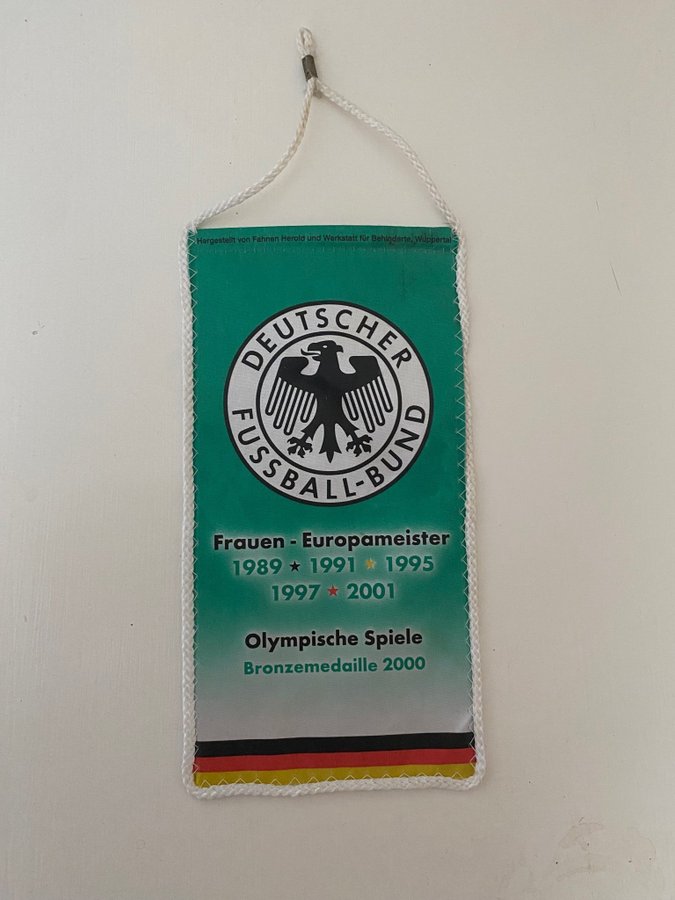 Hergestellt von Fahnen Herold und Werkstatt für Behinderte, Wuppertal
DEUTSCHER
FUSSBALL-BUND
Frauen - Europameister
1989 ★ 1991 ★ 1995
1997 ★ 2001
Olympische Spiele
Bronzemedaille 2000